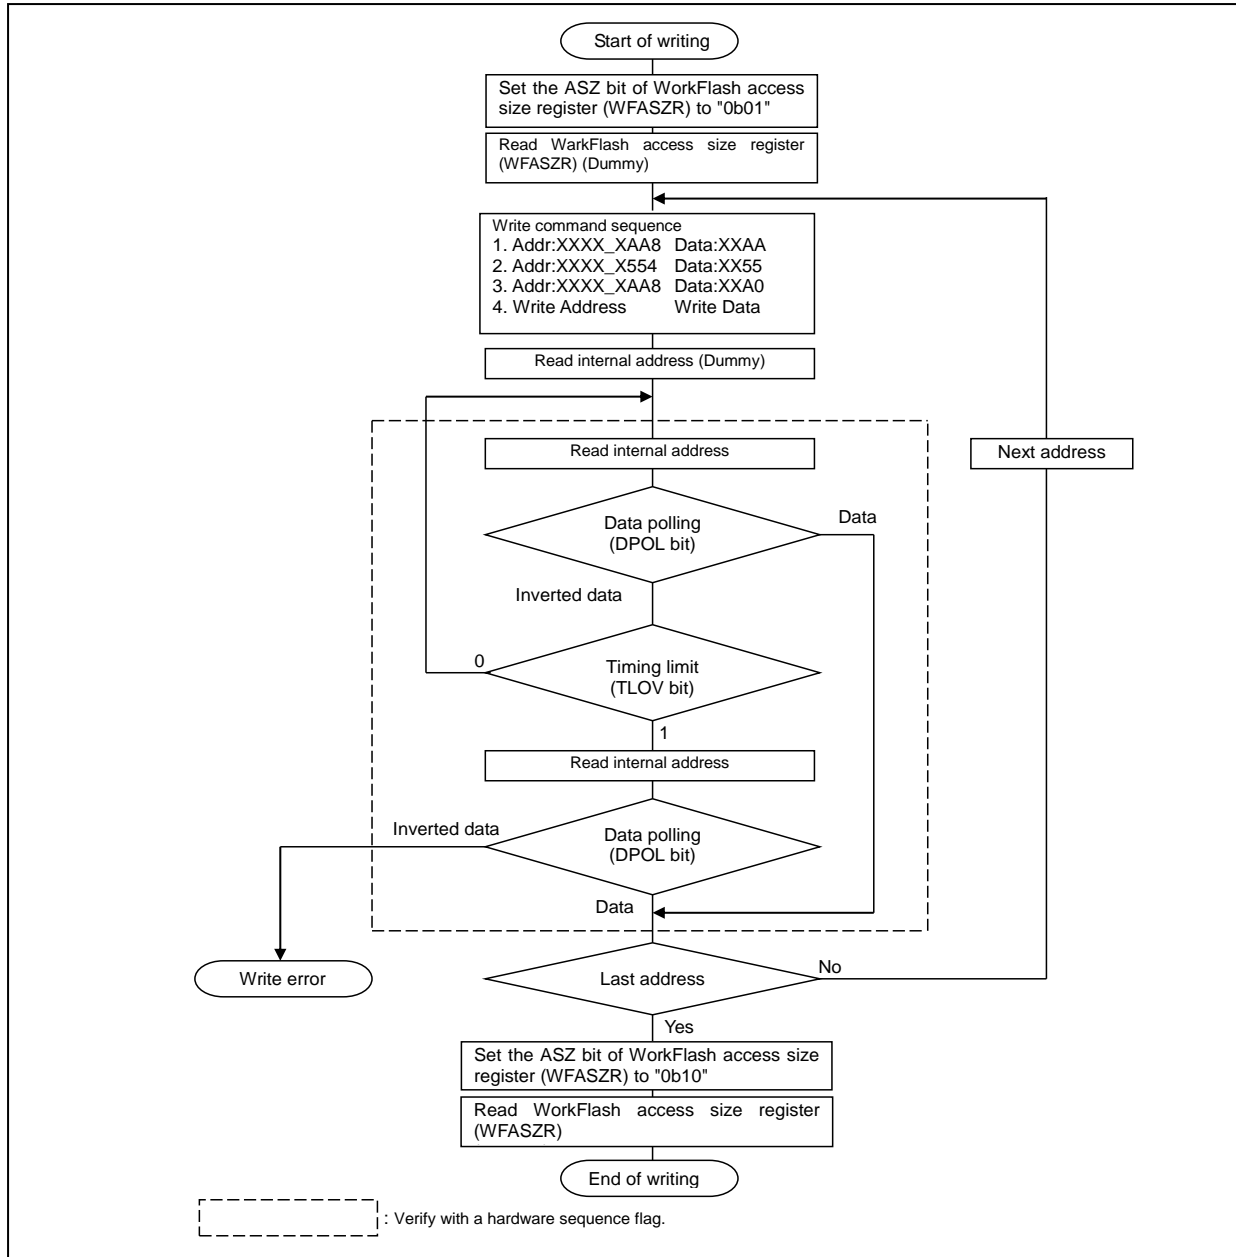 Start of writing
Set the ASZ bit of WorkFlash access
size register (WFASZR) to "0b01"
Read WarkFlash access size register
(WFASZR) (Dummy)
Write command sequence
1. Addr:XXXX_XAA8 Data:XXAA
2. Addr:XXXX_X554 Data:XX55
3. Addr:XXXX_XAA8 Data:XXA0
4. Write Address Write Data
Read internal address (Dummy)
Read internal address
Next address
Data polling
(DPOL bit)
Data
Inverted data
0
Timing limit
(TLOV bit)
1
Read internal address
Inverted data
Data polling
(DPOL bit)
Data
Write error
Last address
No
Yes
Set the ASZ bit of WorkFlash access size
register (WFASZR) to "0b10"
Read WorkFlash access size register
(WFASZR)
End of writing
: Verify with a hardware sequence flag.